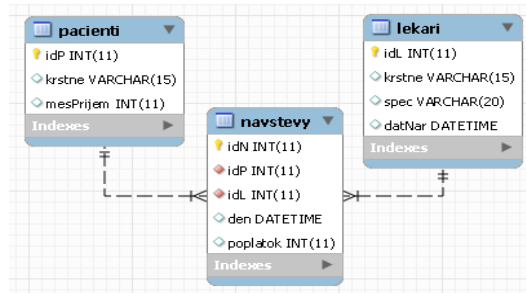 pacienti
idP INT(11)
krstne VARCHAR(15)
mesPrijem INT(11)
Indexes
lekari
idL INT(11)
krstne VARCHAR(15)
spec VARCHAR(20)
datNar DATETIME
Indexes
navstevy
idN INT(11)
idP INT(11)
idL INT(11)
den DATETIME
poplatok INT(11)
Indexes